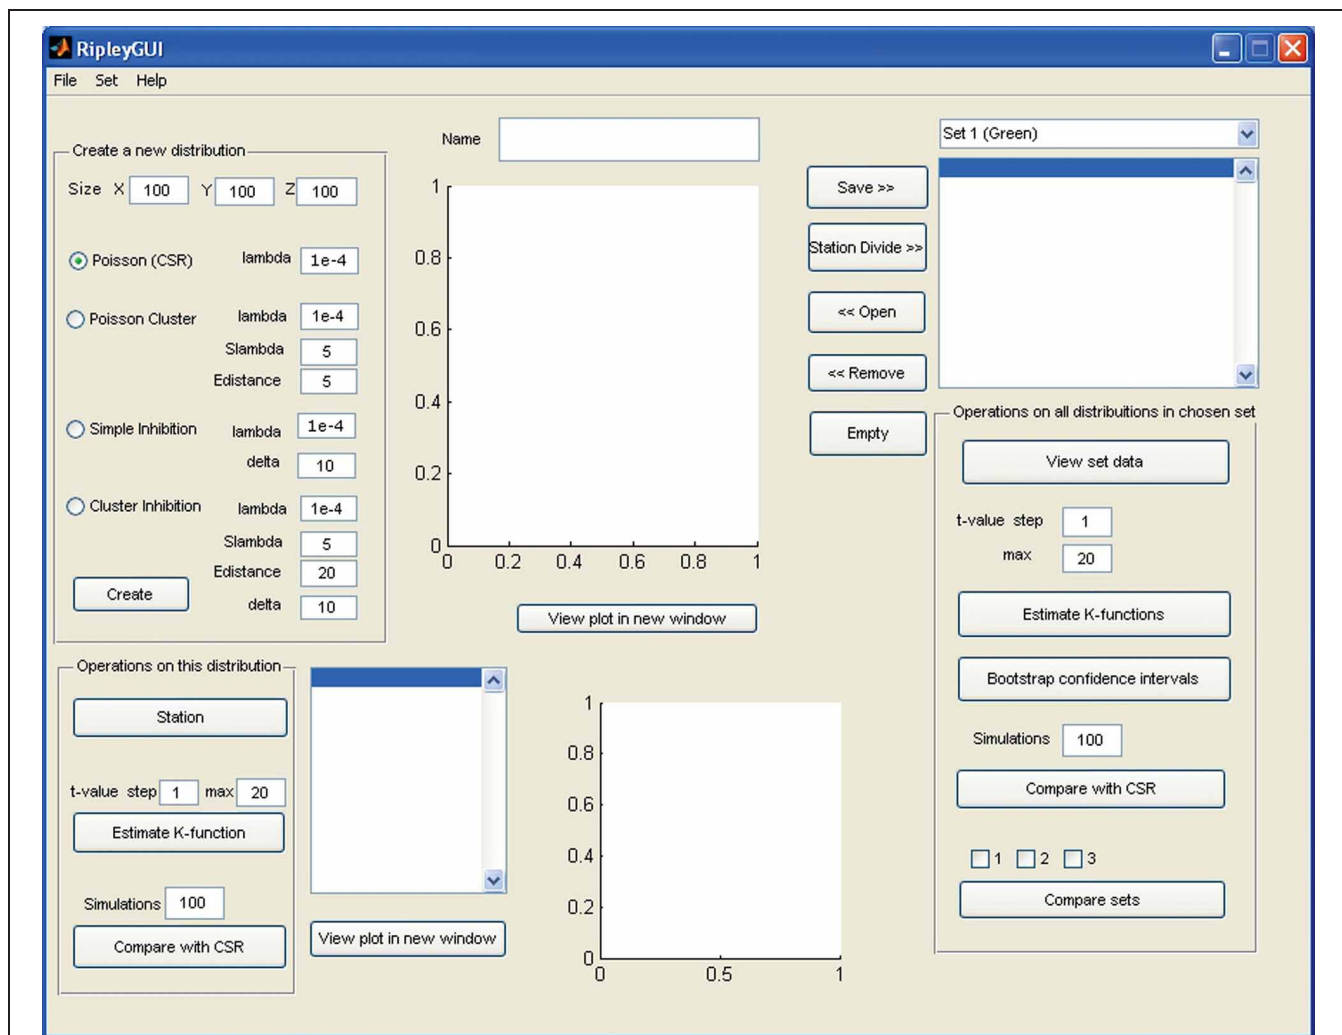 RipleyGUI
File Set Help
Create a new distribution
Size X 100 Y 100 Z 100
Poisson (CSR) lambda 1e-4
Poisson Cluster lambda 1e-4
Slambda 5
Edistance 5
Simple Inhibition lambda 1e-4
delta 10
Cluster Inhibition lambda 1e-4
Slambda 5
Edistance 20
Create
delta 10
Name
1
0.8
0.6
0.4
0.2
0
0 0.2 0.4 0.6 0.8 1
View plot in new window
Save >>
Station Divide >>
<< Open
<< Remove
Empty
Set 1 (Green)
Operations on all distribuitions in chosen set
View set data
t-value step 1
max 20
Estimate K-functions
Bootstrap confidence intervals
Simulations 100
Compare with CSR
1 2 3
Compare sets
Operations on this distribution
Station
t-value step 1 max 20
Estimate K-function
Simulations 100
Compare with CSR
View plot in new window
1
0.8
0.6
0.4
0.2
0
0 0.5 1